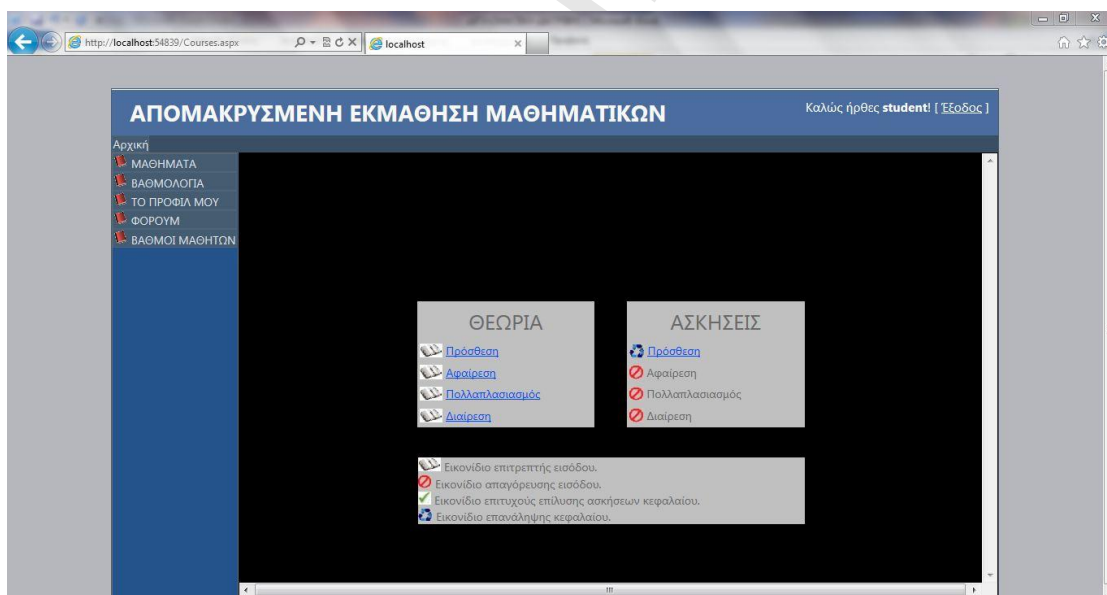 http://localhost:54839/Courses.aspx
localhost
ΑΠΟΜΑΚΡΥΣΜΕΝΗ ΕΚΜΑΘΗΣΗ ΜΑΘΗΜΑΤΙΚΩΝ
Καλώς ήρθες student! [ Έξοδος ]
Αρχική
ΜΑΘΗΜΑΤΑ
ΒΑΘΜΟΛΟΓΙΑ
ΤΟ ΠΡΟΦΙΛ ΜΟΥ
ΦΟΡΟΥΜ
ΒΑΘΜΟΙ ΜΑΘΗΤΩΝ
ΘΕΩΡΙΑ
Πρόσθεση
Αφαίρεση
Πολλαπλασιασμός
Διαίρεση
ΑΣΚΗΣΕΙΣ
Πρόσθεση
Αφαίρεση
Πολλαπλασιασμός
Διαίρεση
Εικονίδιο επιτρεπτής εισόδου.
Εικονίδιο απαγόρευσης εισόδου.
Εικονίδιο επιτυχούς επίλυσης ασκήσεων κεφαλαίου.
Εικονίδιο επανάληψης κεφαλαίου.